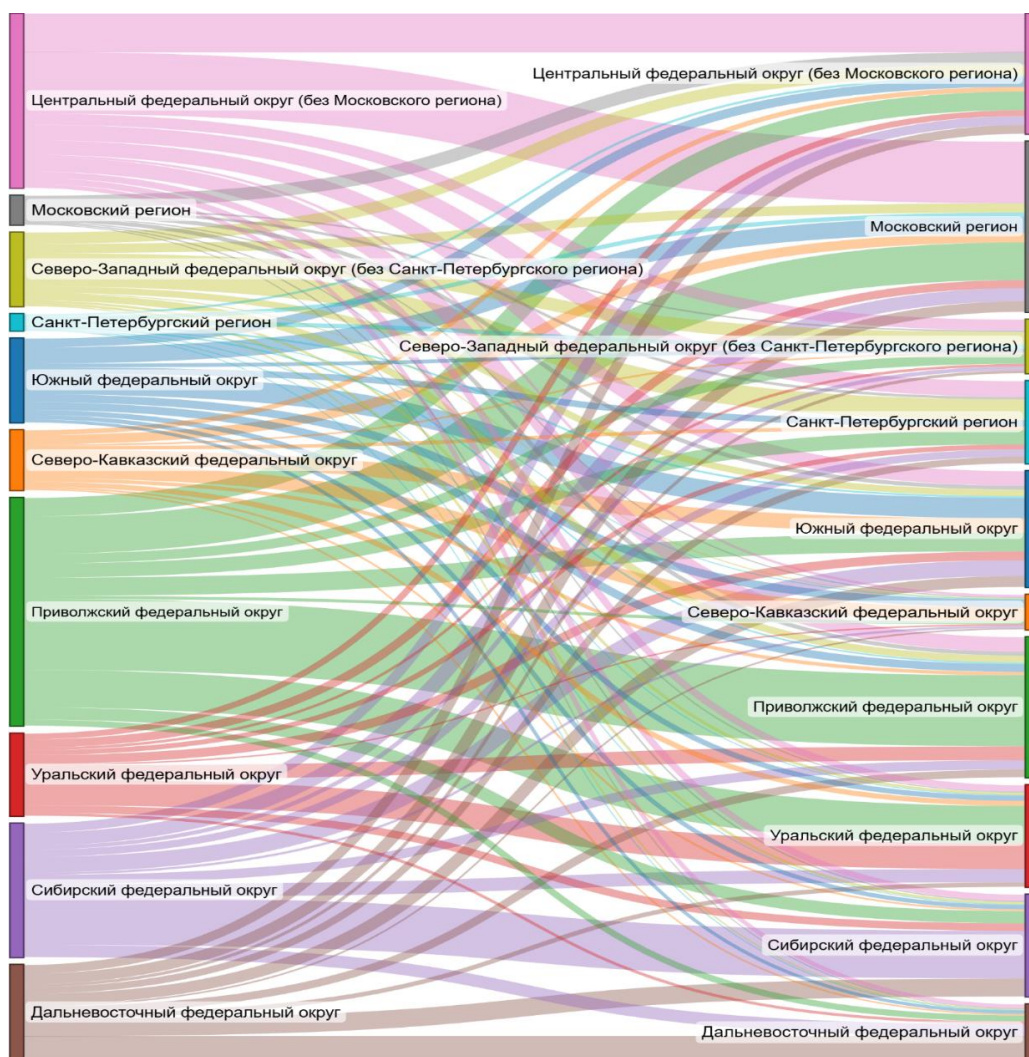 Центральный федеральный округ (без Московского региона)
Московский регион
Северо-Западный федеральный округ (без Санкт-Петербургского региона)
Санкт-Петербургский регион
Южный федеральный округ
Северо-Кавказский федеральный округ
Приволжский федеральный округ
Уральский федеральный округ
Сибирский федеральный округ
Дальневосточный федеральный округ
Центральный федеральный округ (без Московского региона)
Московский регион
Северо-Западный федеральный округ (без Санкт-Петербургского региона)
Санкт-Петербургский регион
Южный федеральный округ
Северо-Кавказский федеральный округ
Приволжский федеральный округ
Уральский федеральный округ
Сибирский федеральный округ
Дальневосточный федеральный округ